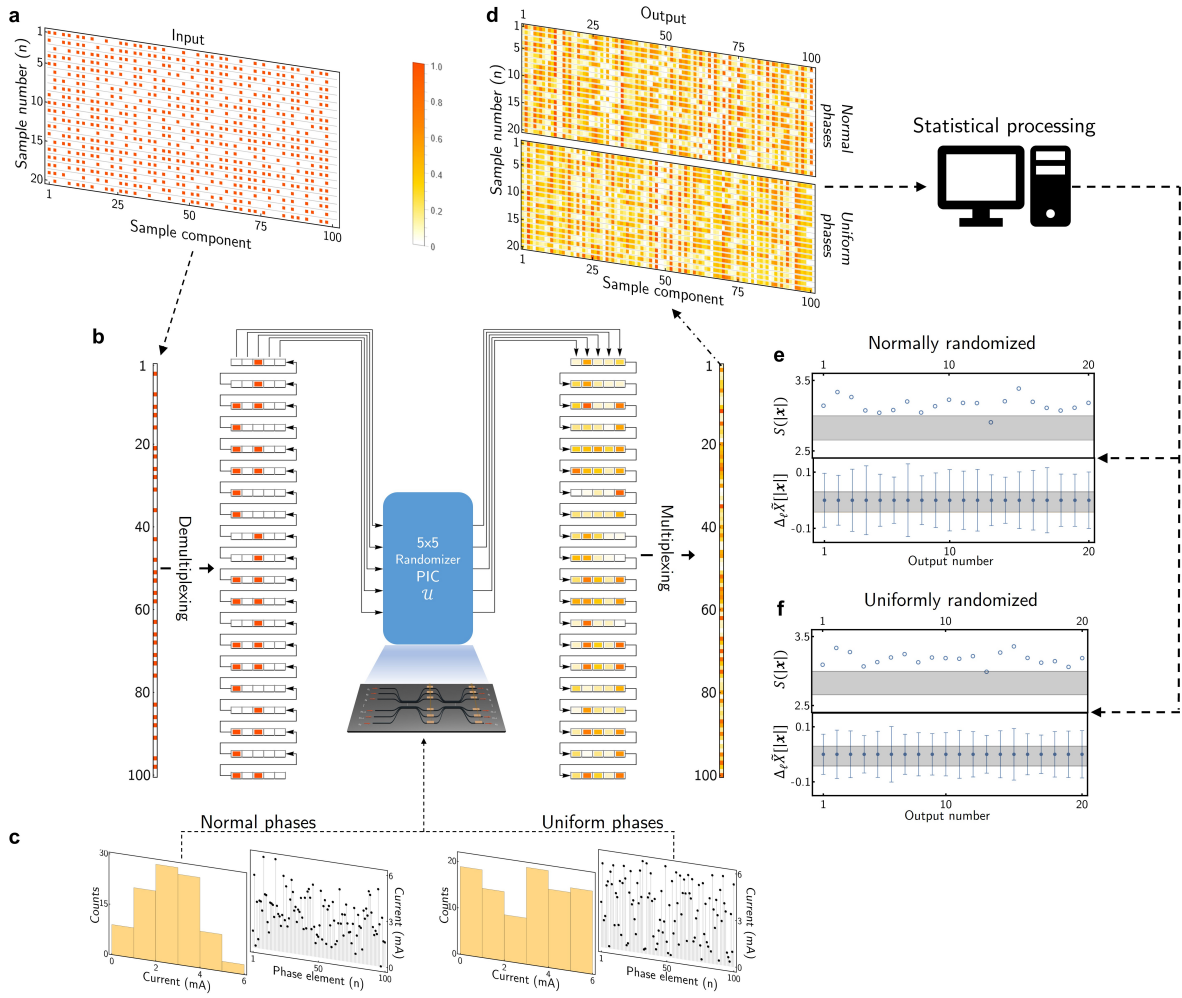 a
Input
Sample number (n)
1
5
10
15
20
1
25
50
75
100
Sample component
1.0
0.8
0.6
0.4
0.2
0
d
Output
1
25
50
75
100
Sample number (n)
1
5
10
15
20
1
5
10
15
20
Normal
phases
Uniform
phases
1
25
50
75
100
Sample component
Statistical processing
b
1
20
40
60
80
100
Demultiplexing
5x5
Randomizer
PIC
𝒰
Multiplexing
1
20
40
60
80
100
c
Normal phases
Counts
30
15
0
0
2
4
6
Current (mA)
1
50
100
Phase element (n)
6
3
0
Current (mA)
Uniform phases
Counts
20
10
0
0
2
4
6
Current (mA)
1
50
100
Phase element (n)
6
3
0
Current (mA)
e
Normally randomized
1
10
20
3.5
2.5
S(|x|)
0.1
-0.1
ΔℓX̃[|x|]
1
10
20
Output number
f
Uniformly randomized
1
10
20
3.5
2.5
S(|x|)
0.1
-0.1
ΔℓX̃[|x|]
1
10
20
Output number